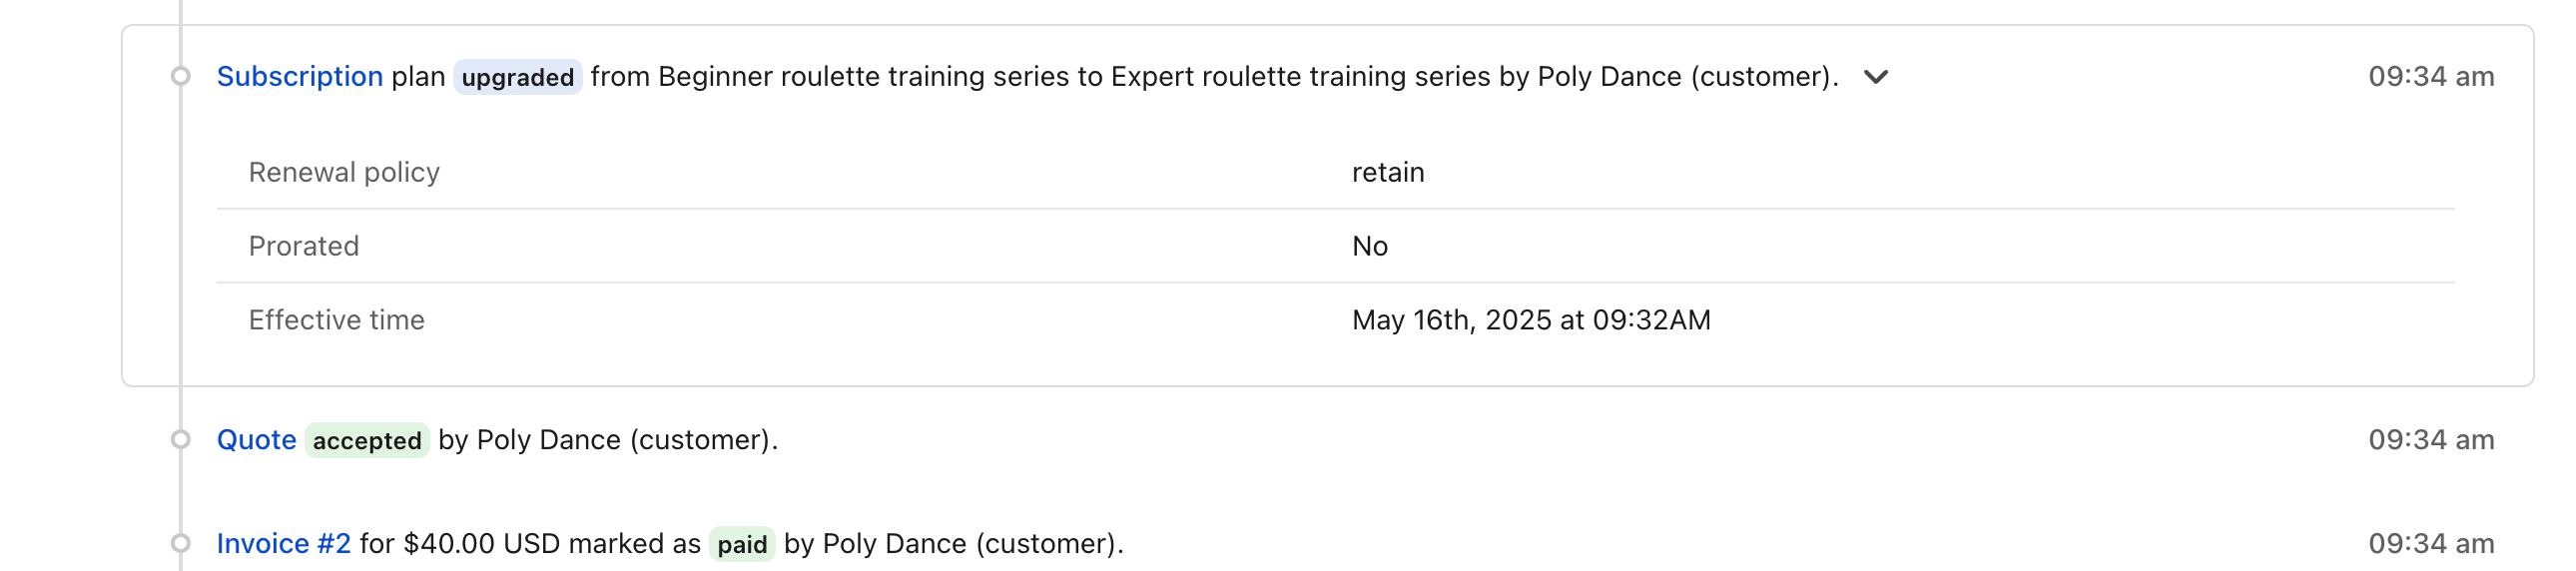 Subscription plan upgraded from Beginner roulette training series to Expert roulette training series by Poly Dance (customer). 09:34 am
Renewal policy retain
Prorated No
Effective time May 16th, 2025 at 09:32AM
Quote accepted by Poly Dance (customer). 09:34 am
Invoice #2 for $40.00 USD marked as paid by Poly Dance (customer). 09:34 am